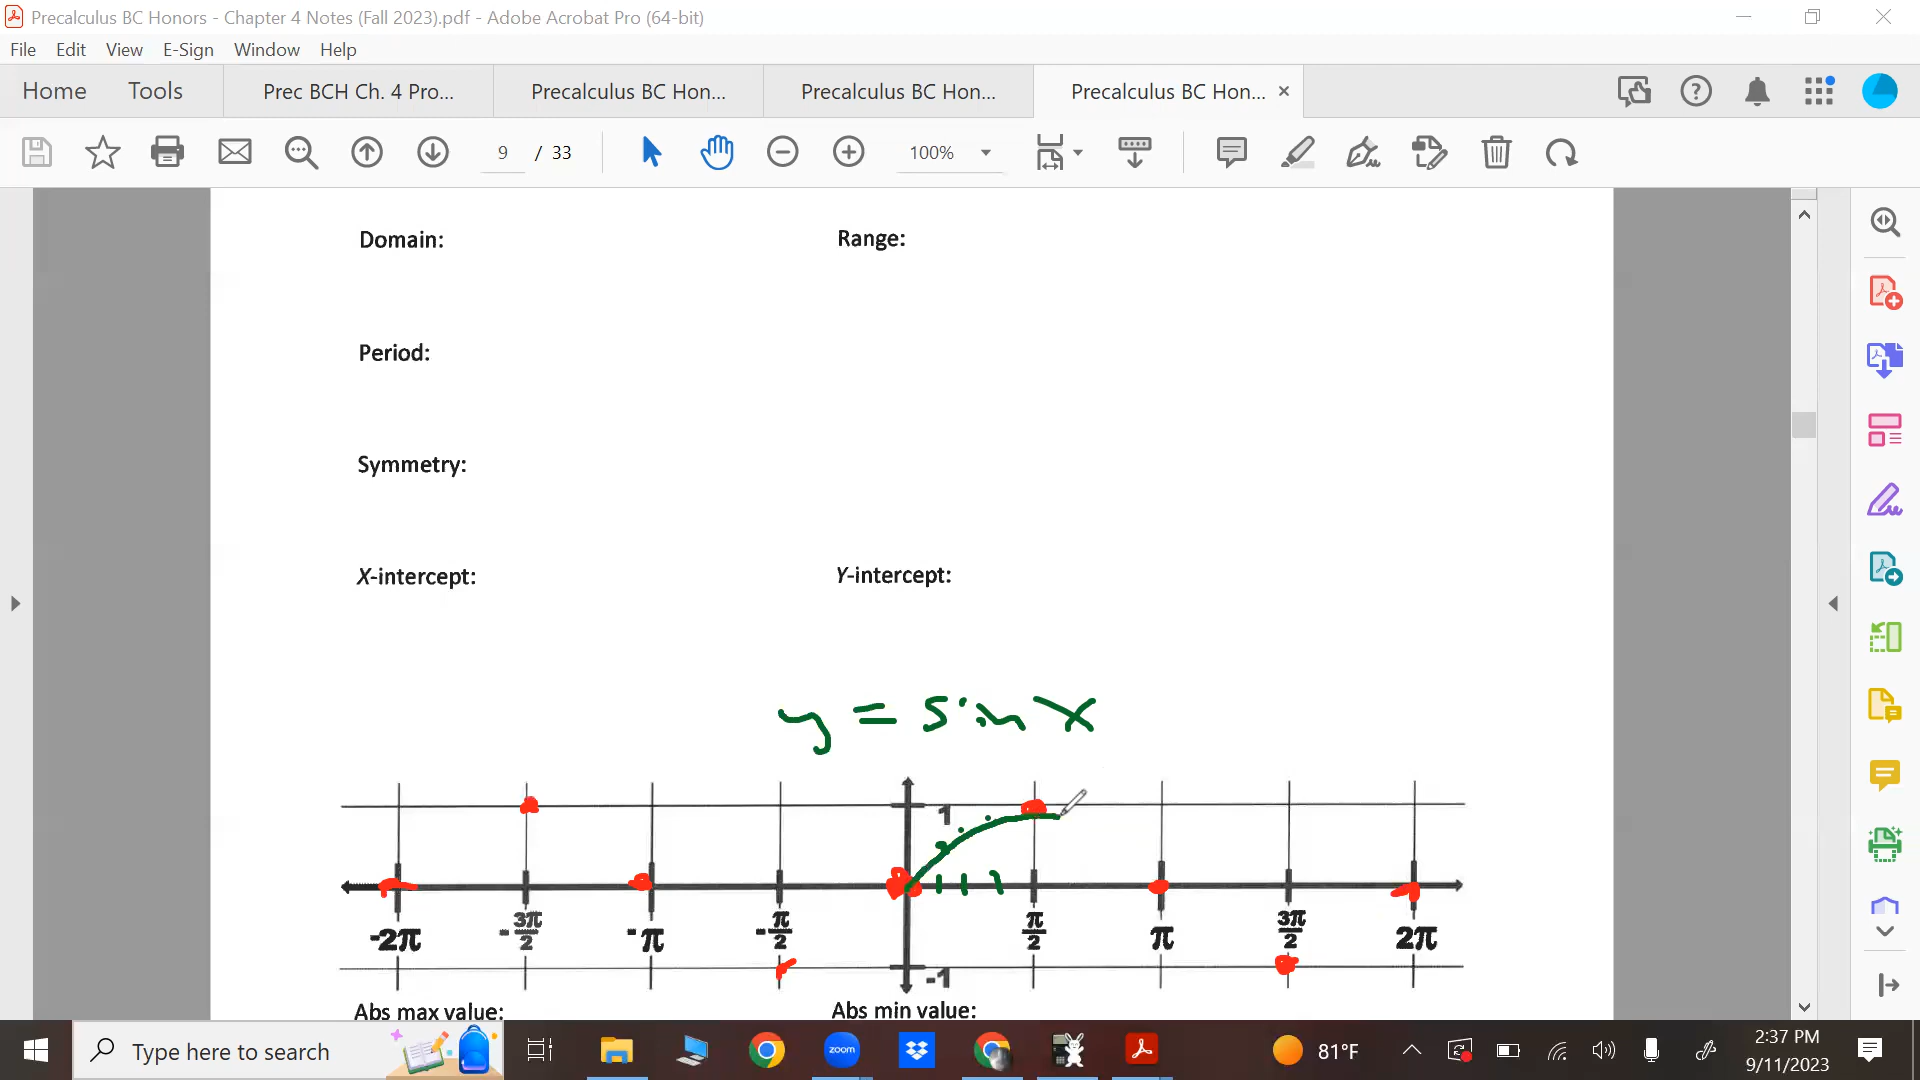 Precalculus BC Honors - Chapter 4 Notes (Fall 2023).pdf - Adobe Acrobat Pro (64-bit)
File Edit View E-Sign Window Help
Home Tools Prec BCH Ch. 4 Pro... Precalculus BC Hon... Precalculus BC Hon... Precalculus BC Hon... ×
9 / 33 100%
Domain: Range:
Period:
Symmetry:
X-intercept: Y-intercept:
y = sin x
1
-2π -3π/2 -π -π/2 π/2 π 3π/2 2π
-1
Abs max value: Abs min value:
Type here to search zoom 81°F 2:37 PM
9/11/2023